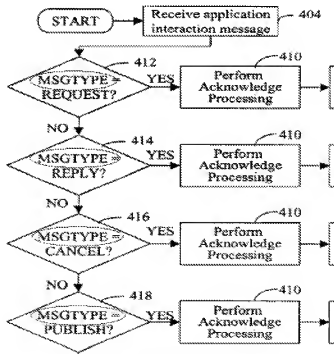 START
Receive application
interaction message
404
412
MSGTYPE =
REQUEST?
YES
410
Perform
Acknowledge
Processing
NO
414
MSGTYPE =
REPLY?
YES
410
Perform
Acknowledge
Processing
NO
416
MSGTYPE =
CANCEL?
YES
410
Perform
Acknowledge
Processing
NO
418
MSGTYPE =
PUBLISH?
YES
410
Perform
Acknowledge
Processing